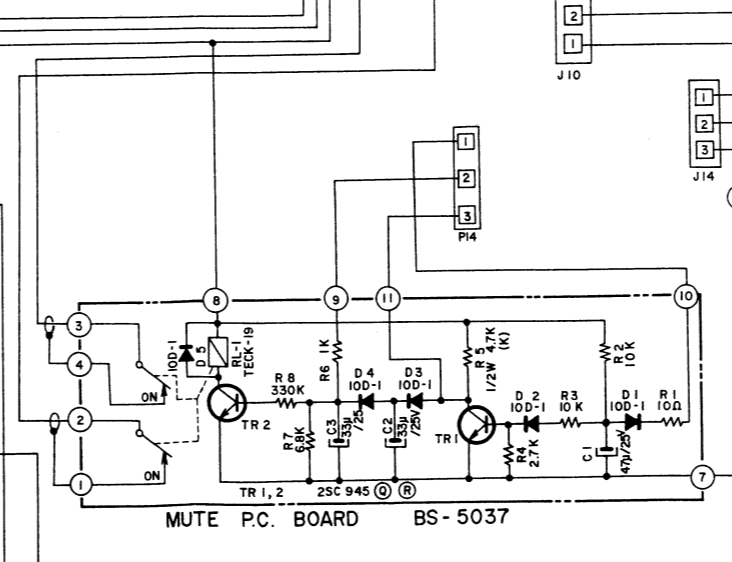 2
1
J10
1
2
3
J14
1
2
3
P14
8
9
11
10
3
4
2
1
7
ON
ON
10D-1
D5
RL-1
TECK-19
TR2
R8
330K
R6 1K
R7
6.8K
C3
33µ
/25
D4
10D-1
C2
33µ
/25V
D3
10D-1
R5 4.7K
1/2W (K)
TR1
R4
2.7K
D2
10D-1
R3
10K
R2
10K
C1
47µ/25V
D1
10D-1
R1
10Ω
TR1,2 2SC945 Q R
MUTE P.C. BOARD BS-5037